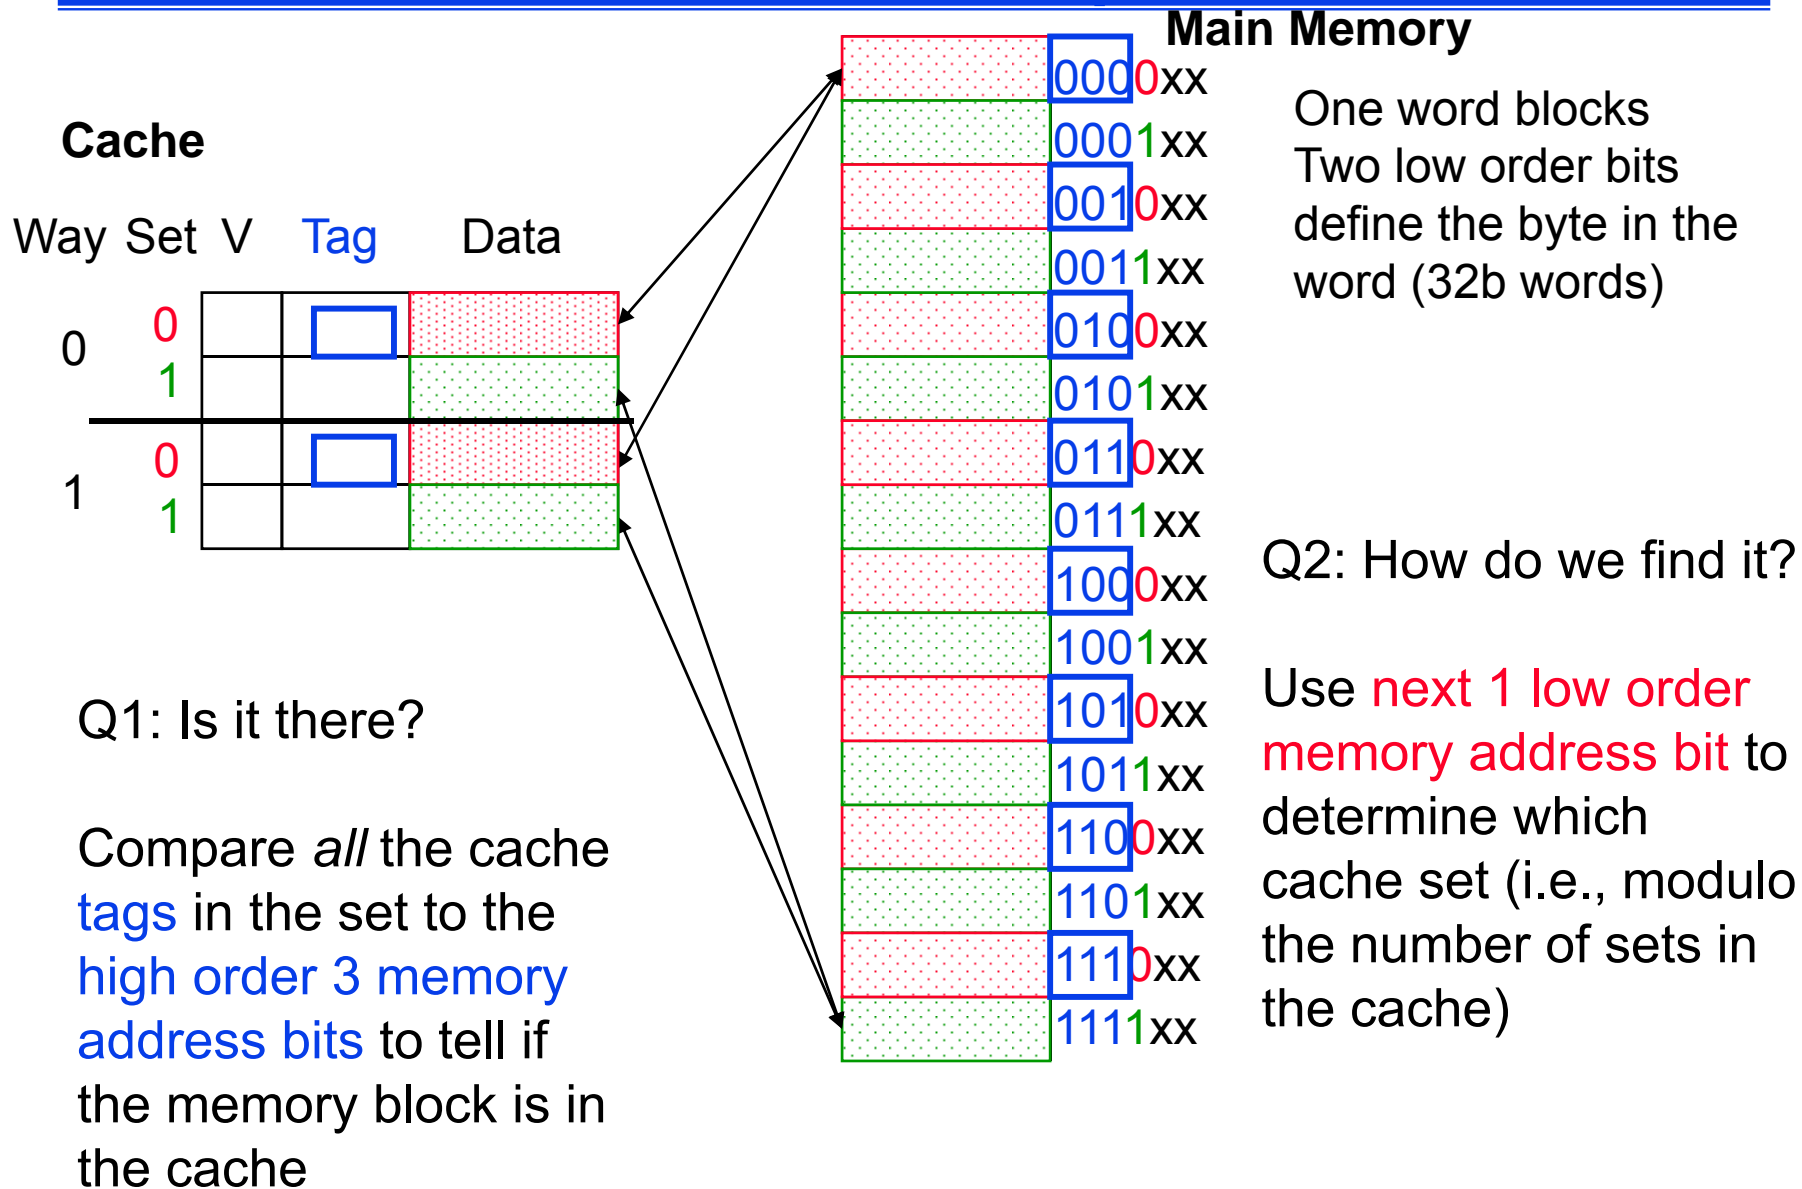 Main Memory
Cache
Way Set V Tag Data
0
0
1
1
0
1
0000xx
0001xx
0010xx
0011xx
0100xx
0101xx
0110xx
0111xx
1000xx
1001xx
1010xx
1011xx
1100xx
1101xx
1110xx
1111xx
One word blocks
Two low order bits
define the byte in the
word (32b words)
Q1: Is it there?
Compare all the cache
tags in the set to the
high order 3 memory
address bits to tell if
the memory block is in
the cache
Q2: How do we find it?
Use next 1 low order
memory address bit to
determine which
cache set (i.e., modulo
the number of sets in
the cache)